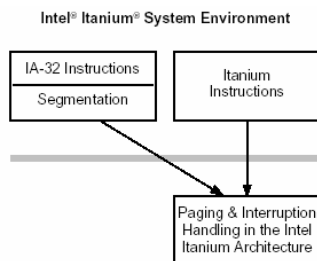 Intel® Itanium® System Environment
IA-32 Instructions
Segmentation
Itanium
Instructions
Paging & Interruption
Handling in the Intel
Itanium Architecture